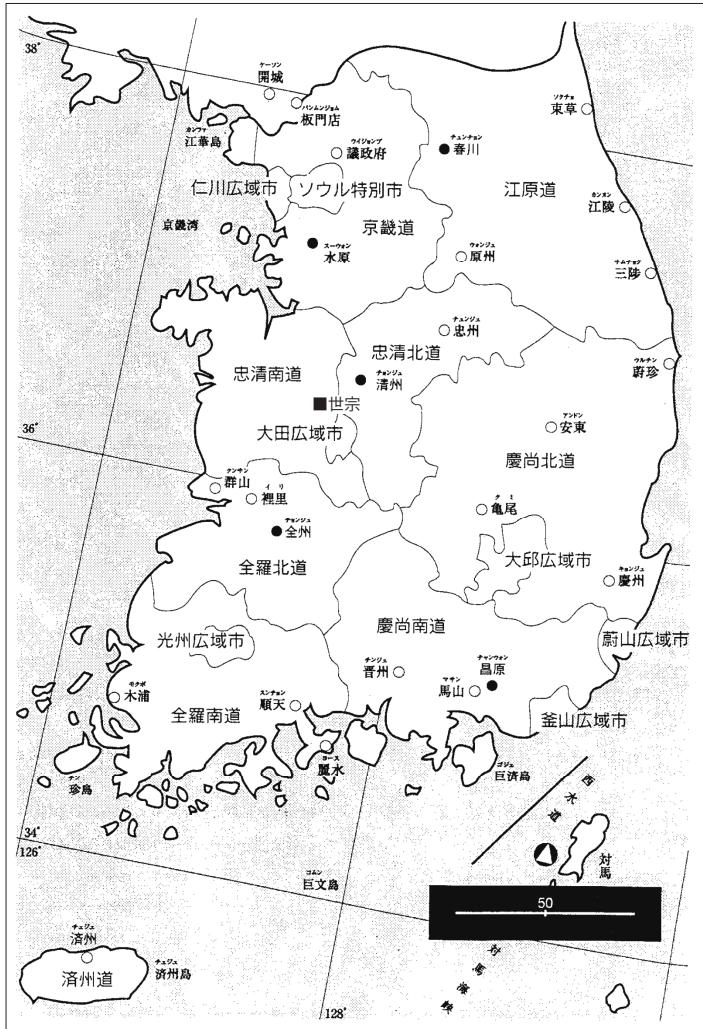 38°
ケーソン
開城
パンムンジョム
板門店
カンファ
江華島
ウイジョンブ
議政府
チュンチョン
春川
ソクチョ
束草
仁川広域市
ソウル特別市
江原道
カンヌン
江陵
京畿湾
京畿道
スーウォン
水原
ウォンジュ
原州
サムチョク
三陟
チュンジュ
忠州
忠清北道
忠清南道
チョンジュ
清州
ウルチン
蔚珍
世宗
大田広域市
アンドン
安東
36°
慶尚北道
クンサン
群山
イリ
裡里
クミ
亀尾
チョンジュ
全州
大邱広域市
全羅北道
キョンジュ
慶州
慶尚南道
光州広域市
蔚山広域市
チンジュ
晋州
チャンウォン
昌原
マサン
馬山
モクポ
木浦
スンチョン
順天
全羅南道
釜山広域市
ヨース
麗水
コジェ
巨済島
チン
珍島
西水道
対馬
34°
126°
コムン
巨文島
50
チェジュ
済州
チェジュ
済州島
済州道
対馬海峡
128°